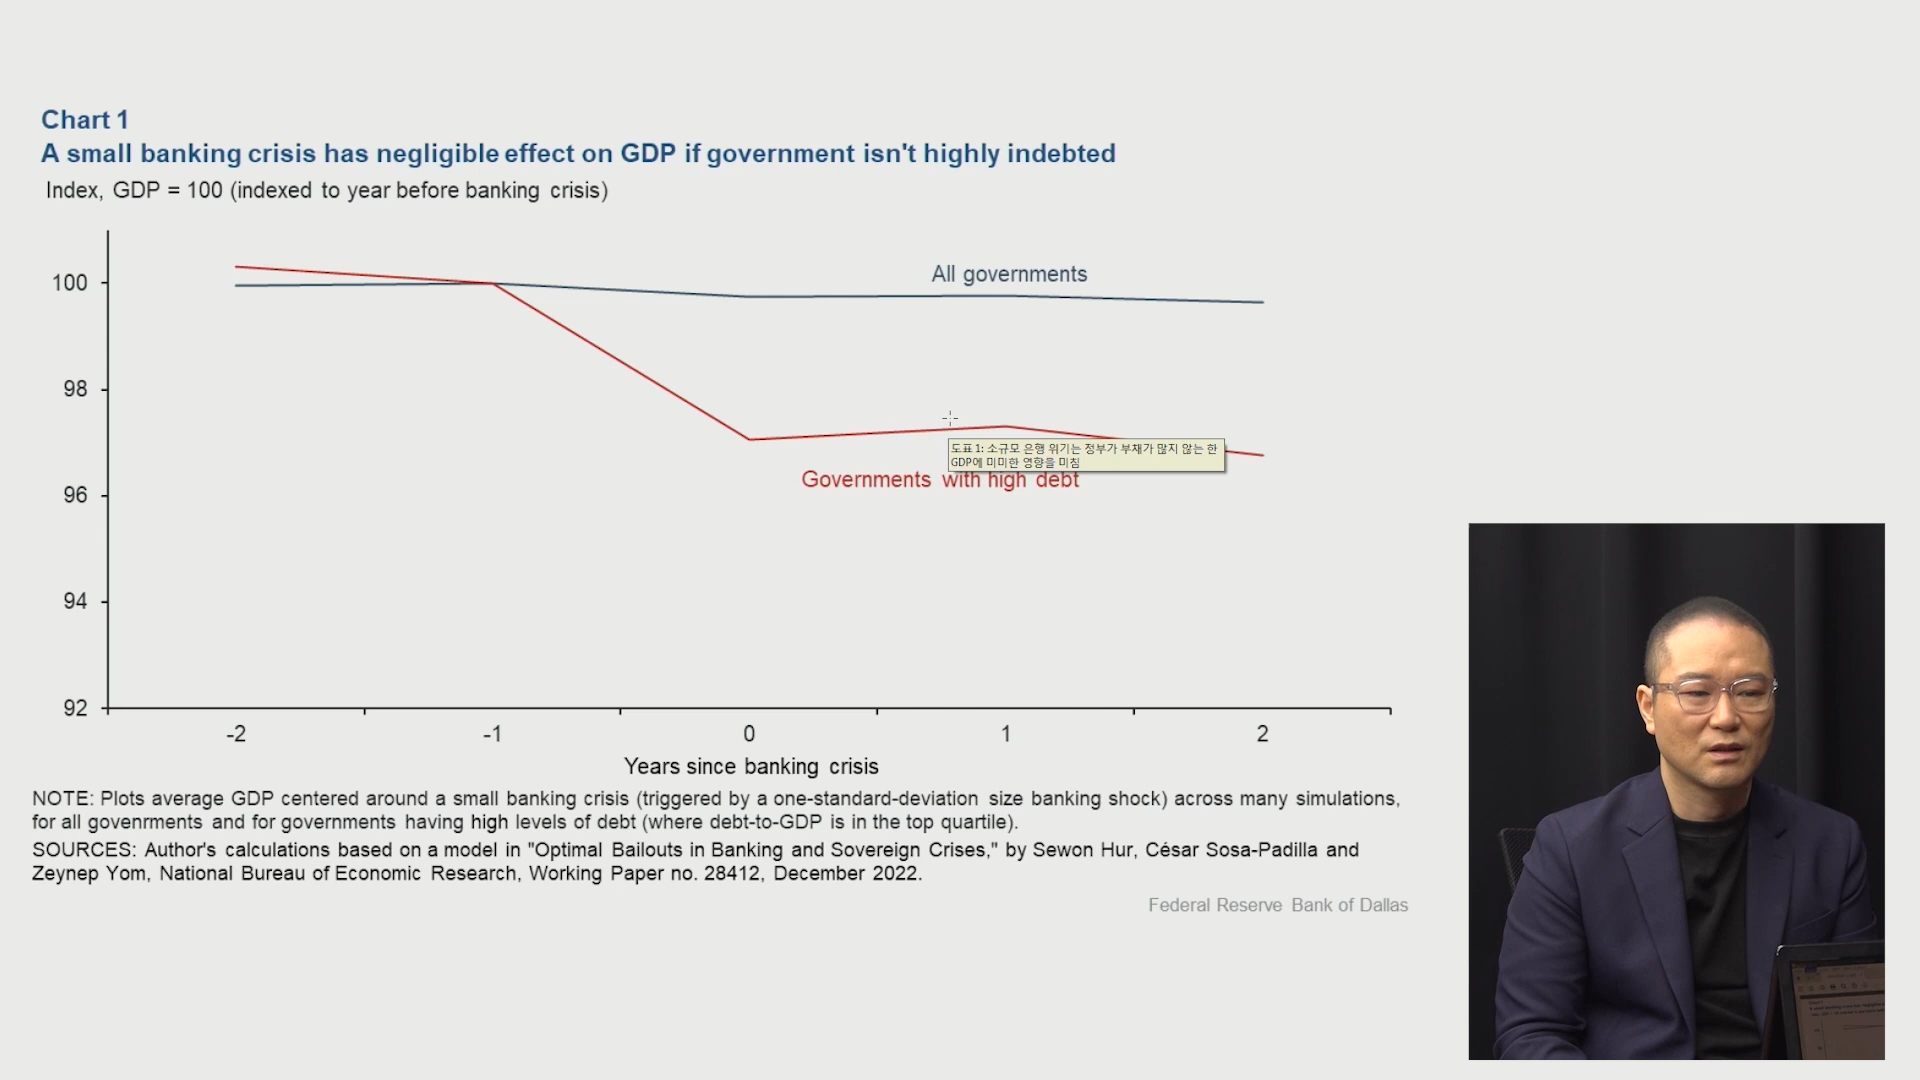 Chart 1
A small banking crisis has negligible effect on GDP if government isn't highly indebted
Index, GDP = 100 (indexed to year before banking crisis)
100
98
96
94
92
All governments
도표 1: 소규모 은행 위기는 정부가 부채가 많지 않는 한
GDP에 미미한 영향을 미침
Governments with high debt
-2
-1
0
1
2
Years since banking crisis
NOTE: Plots average GDP centered around a small banking crisis (triggered by a one-standard-deviation size banking shock) across many simulations,
for all govenrments and for governments having high levels of debt (where debt-to-GDP is in the top quartile).
SOURCES: Author's calculations based on a model in "Optimal Bailouts in Banking and Sovereign Crises," by Sewon Hur, César Sosa-Padilla and
Zeynep Yom, National Bureau of Economic Research, Working Paper no. 28412, December 2022.
Federal Reserve Bank of Dallas